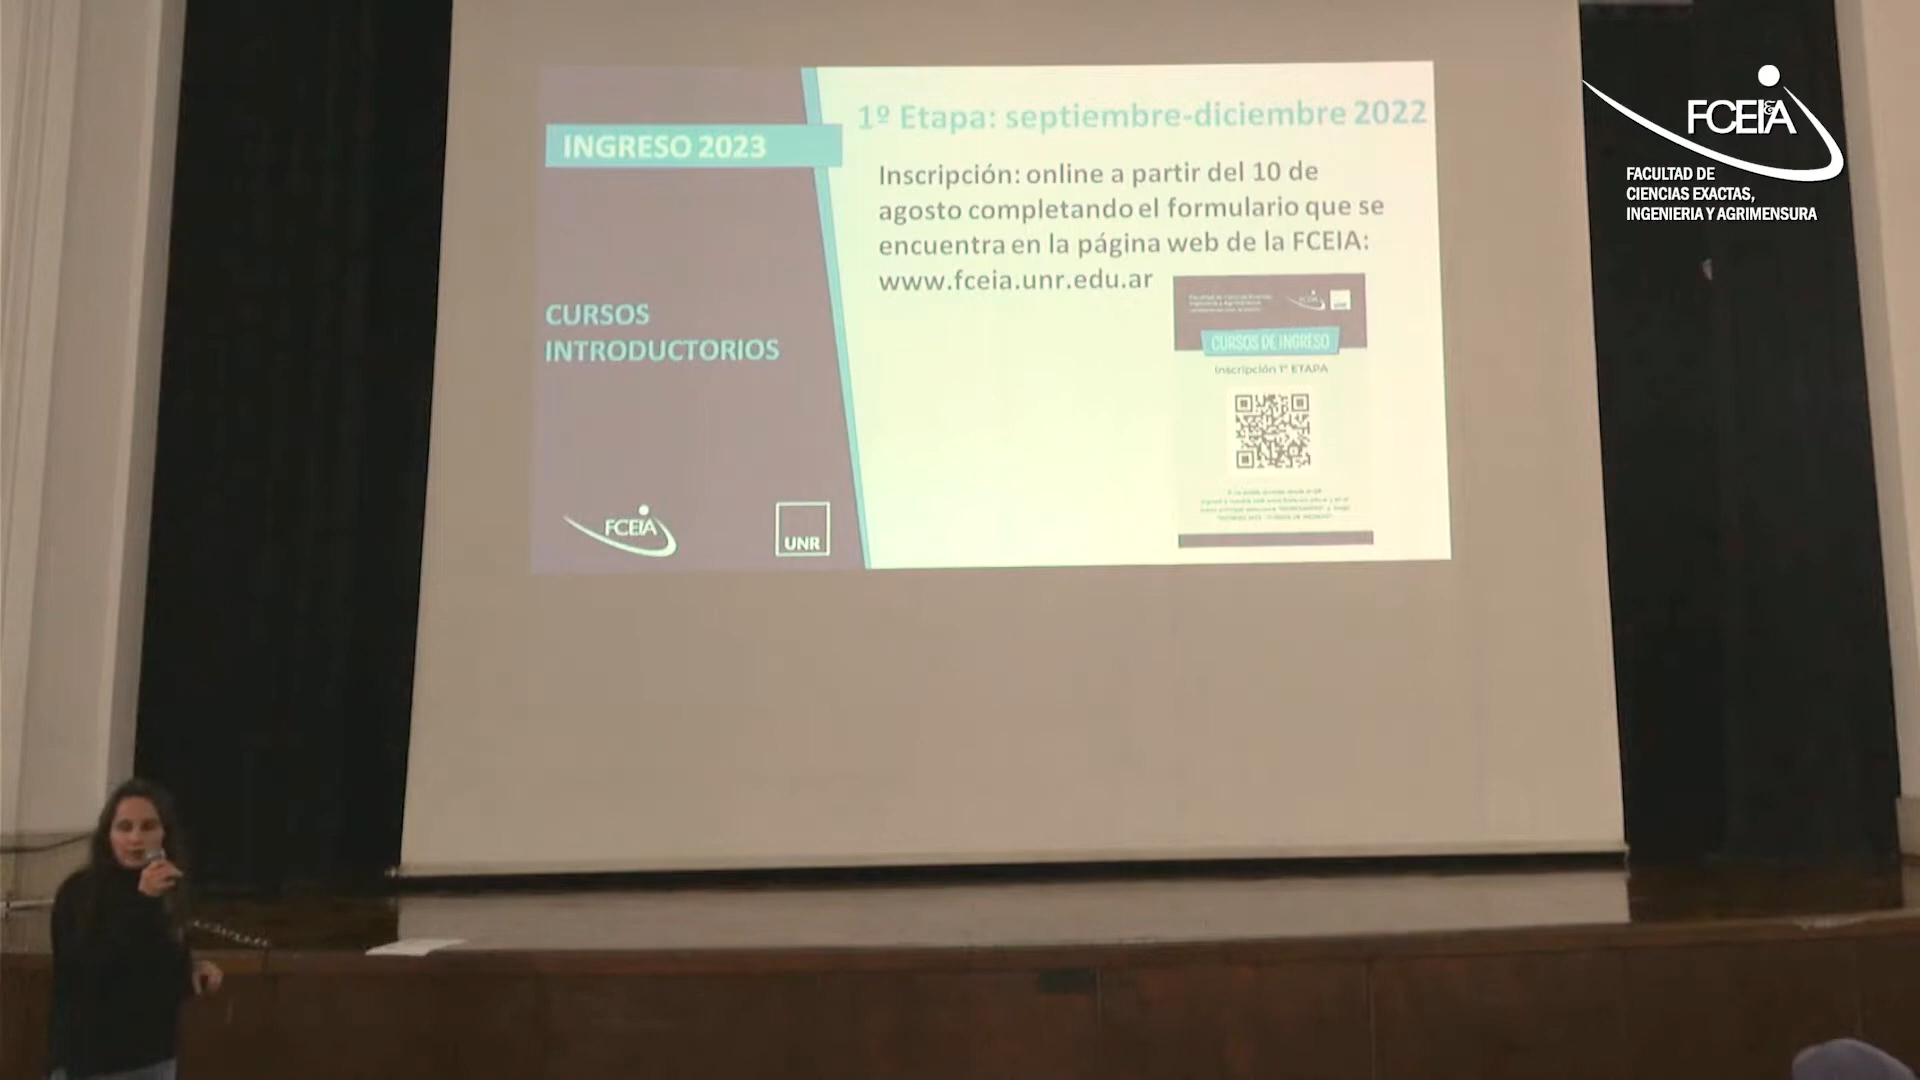 INGRESO 2023
CURSOS
INTRODUCTORIOS
FCEIA
UNR
1º Etapa: septiembre-diciembre 2022
Inscripción: online a partir del 10 de
agosto completando el formulario que se
encuentra en la página web de la FCEIA:
www.fceia.unr.edu.ar
CURSOS DE INGRESO
Inscripción 1º ETAPA
FCEI&A
FACULTAD DE
CIENCIAS EXACTAS,
INGENIERIA Y AGRIMENSURA